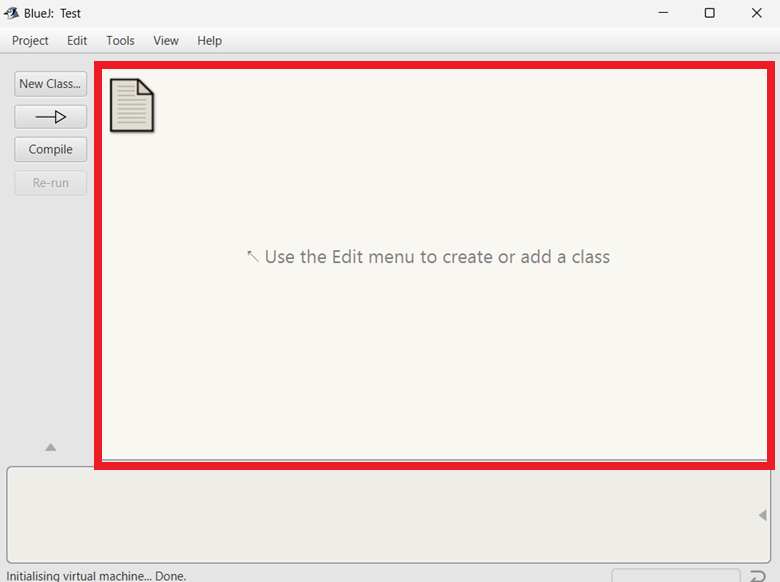 BlueJ: Test
Project Edit Tools View Help
New Class...
Compile
Re-run
↖ Use the Edit menu to create or add a class
Initialising virtual machine... Done.